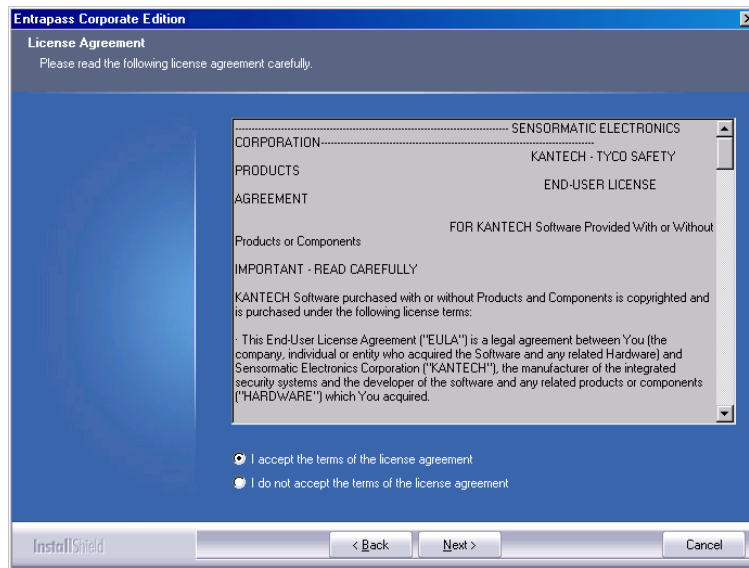 Entrapass Corporate Edition
License Agreement
Please read the following license agreement carefully.
------------------------------------------------------------------------ SENSORMATIC ELECTRONICS
CORPORATION------------------------------------------------------------------------
KANTECH - TYCO SAFETY
PRODUCTS
END-USER LICENSE
AGREEMENT
FOR KANTECH Software Provided With or Without
Products or Components
IMPORTANT - READ CAREFULLY
KANTECH Software purchased with or without Products and Components is copyrighted and
is purchased under the following license terms:
· This End-User License Agreement ("EULA") is a legal agreement between You (the
company, individual or entity who acquired the Software and any related Hardware) and
Sensormatic Electronics Corporation ("KANTECH"), the manufacturer of the integrated
security systems and the developer of the software and any related products or components
("HARDWARE") which You acquired.
I accept the terms of the license agreement
I do not accept the terms of the license agreement
InstallShield
< Back
Next >
Cancel